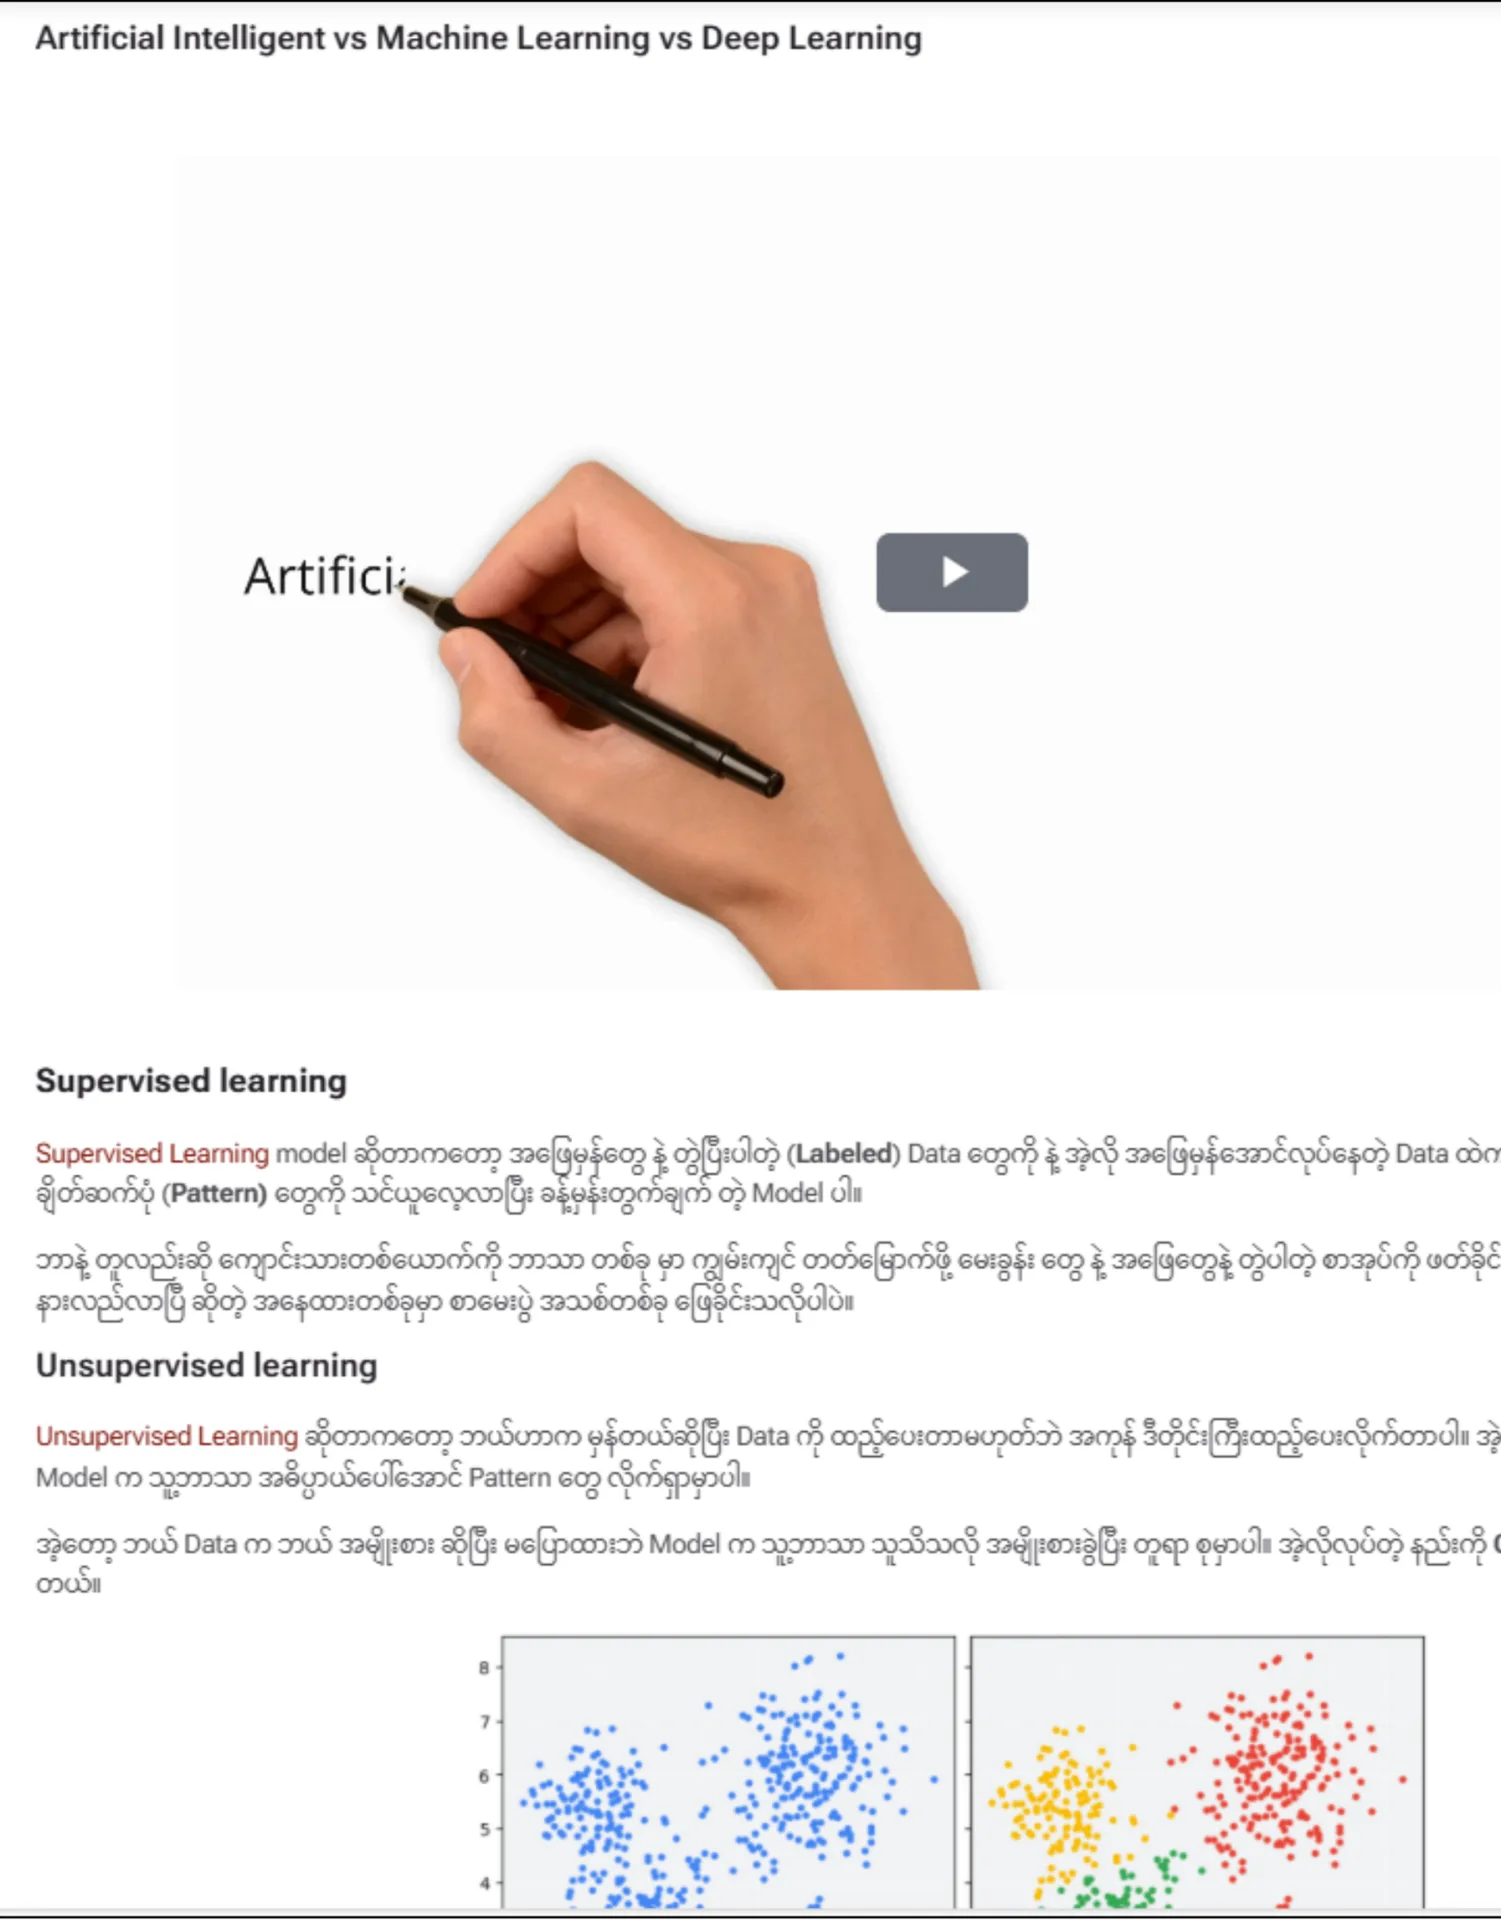 Artificial Intelligent vs Machine Learning vs Deep Learning
Artifici
Supervised learning
Supervised Learning model ဆိုတာကတော့ အဖြေမှန်တွေ နဲ့ တွဲပြီးပါတဲ့ (Labeled) Data တွေကို နဲ့ အဲ့လို အဖြေမှန်အောင်လုပ်နေတဲ့ Data ထဲက
ချိတ်ဆက်ပုံ (Pattern) တွေကို သင်ယူလေ့လာပြီး ခန့်မှန်းတွက်ချက် တဲ့ Model ပါ။
ဘာနဲ့ တူလည်းဆို ကျောင်းသားတစ်ယောက်ကို ဘာသာ တစ်ခု မှာ ကျွမ်းကျင် တတ်မြောက်ဖို့ မေးခွန်း တွေ နဲ့ အဖြေတွေနဲ့ တွဲပါတဲ့ စာအုပ်ကို ဖတ်ခိုင်
နားလည်လာပြီ ဆိုတဲ့ အနေထားတစ်ခုမှာ စာမေးပွဲ အသစ်တစ်ခု ဖြေခိုင်းသလိုပါပဲ။
Unsupervised learning
Unsupervised Learning ဆိုတာကတော့ ဘယ်ဟာက မှန်တယ်ဆိုပြီး Data ကို ထည့်ပေးတာမဟုတ်ဘဲ အကုန် ဒီတိုင်းကြီးထည့်ပေးလိုက်တာပါ။ အဲ့
Model က သူ့ဘာသာ အဓိပ္ပာယ်ပေါ်အောင် Pattern တွေ လိုက်ရှာမှာပါ။
အဲ့တော့ ဘယ် Data က ဘယ် အမျိုးစား ဆိုပြီး မပြောထားဘဲ Model က သူ့ဘာသာ သူသိသလို အမျိုးစားခွဲပြီး တူရာ စုမှာပါ။ အဲ့လိုလုပ်တဲ့ နည်းကို
တယ်။
8
7
6
5
4